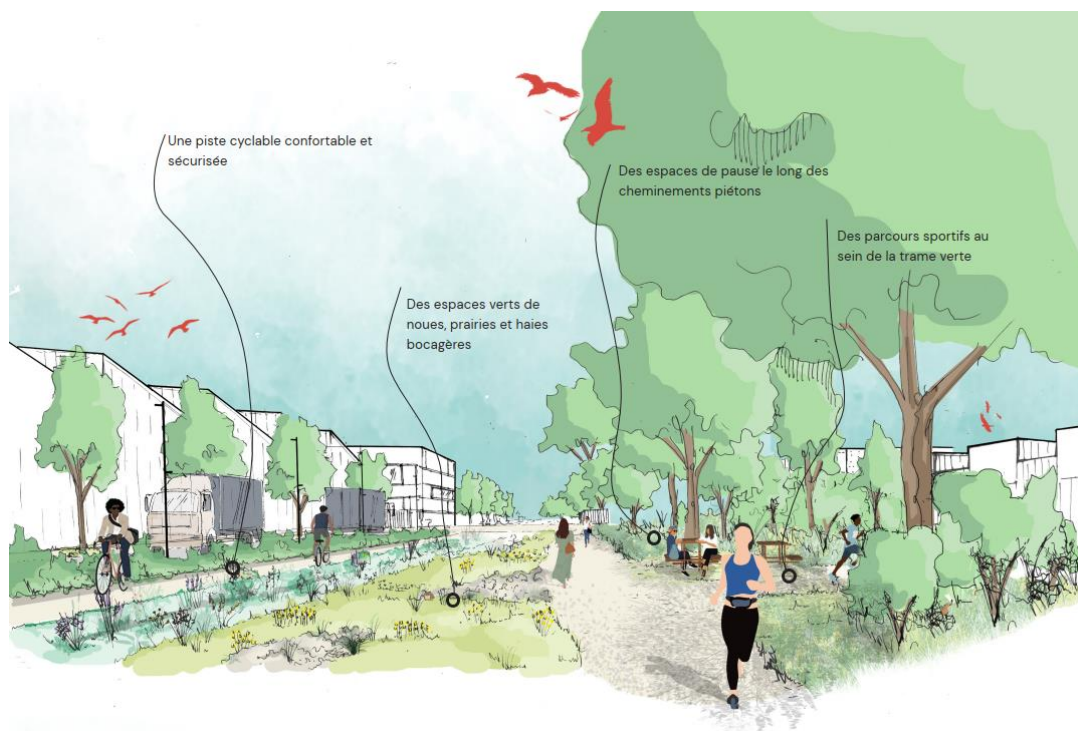 Une piste cyclable confortable et
sécurisée
Des espaces verts de
noues, prairies et haies
bocagères
Des espaces de pause le long des
cheminements piétons
Des parcours sportifs au
sein de la trame verte